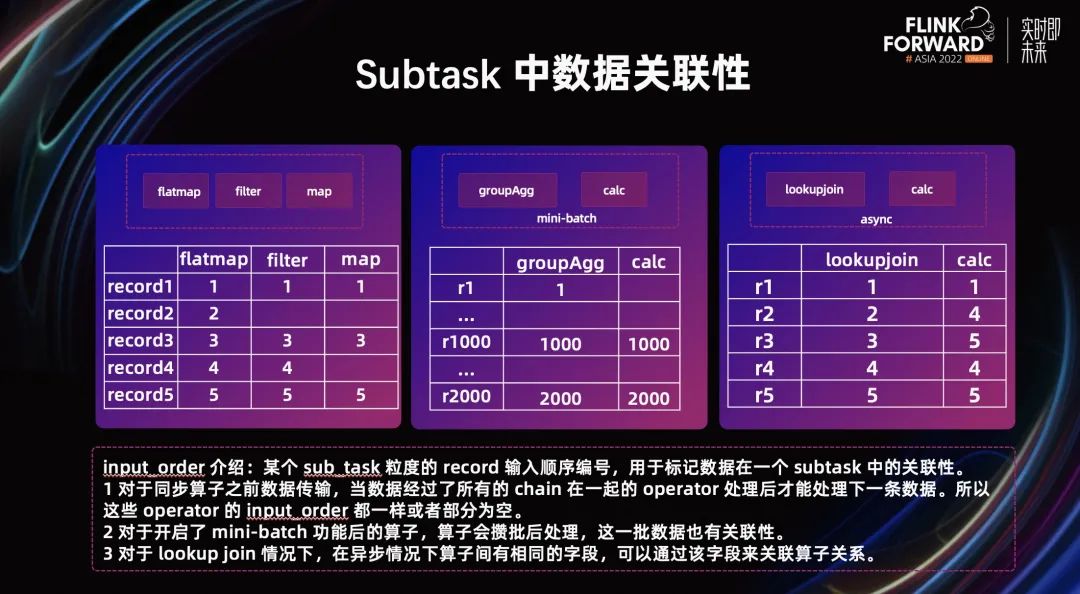 FLINK
FORWARD
# ASIA 2022 ONLINE
实时即
未来
Subtask 中数据关联性
flatmap filter map
flatmap filter map
record1 1 1 1
record2 2
record3 3 3 3
record4 4 4
record5 5 5 5
groupAgg calc
mini-batch
groupAgg calc
r1 1
...
r1000 1000 1000
...
r2000 2000 2000
lookupjoin calc
async
lookupjoin calc
r1 1 1
r2 2 4
r3 3 5
r4 4 4
r5 5 5
input_order 介绍：某个 sub_task 粒度的 record 输入顺序编号，用于标记数据在一个 subtask 中的关联性。
1 对于同步算子之前数据传输，当数据经过了所有的 chain 在一起的 operator 处理后才能处理下一条数据。所以
这些 operator 的 input_order 都一样或者部分为空。
2 对于开启了 mini-batch 功能后的算子，算子会攒批后处理，这一批数据也有关联性。
3 对于 lookup join 情况下，在异步情况下算子间有相同的字段，可以通过该字段来关联算子关系。